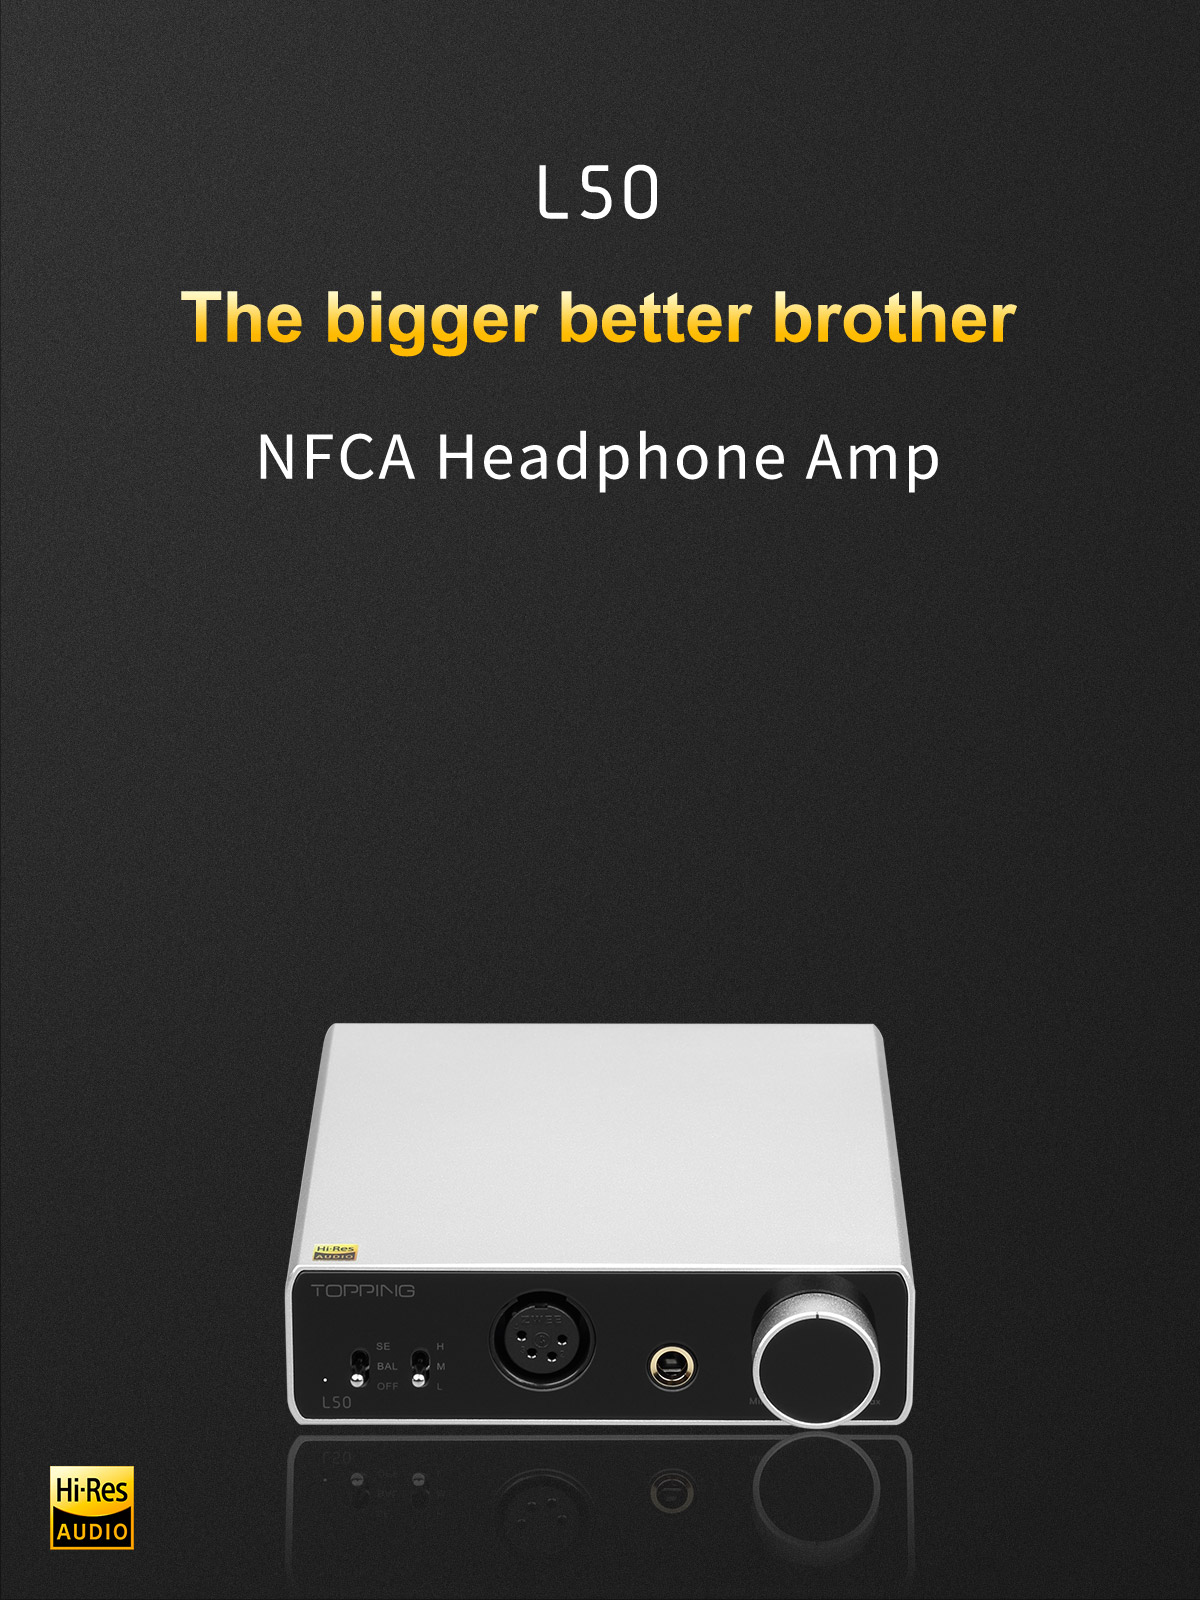 L50
The bigger better brother
NFCA Headphone Amp
Hi-Res
AUDIO
TOPPING
SE
H
BAL
M
OFF
L
L50
Hi-Res
AUDIO